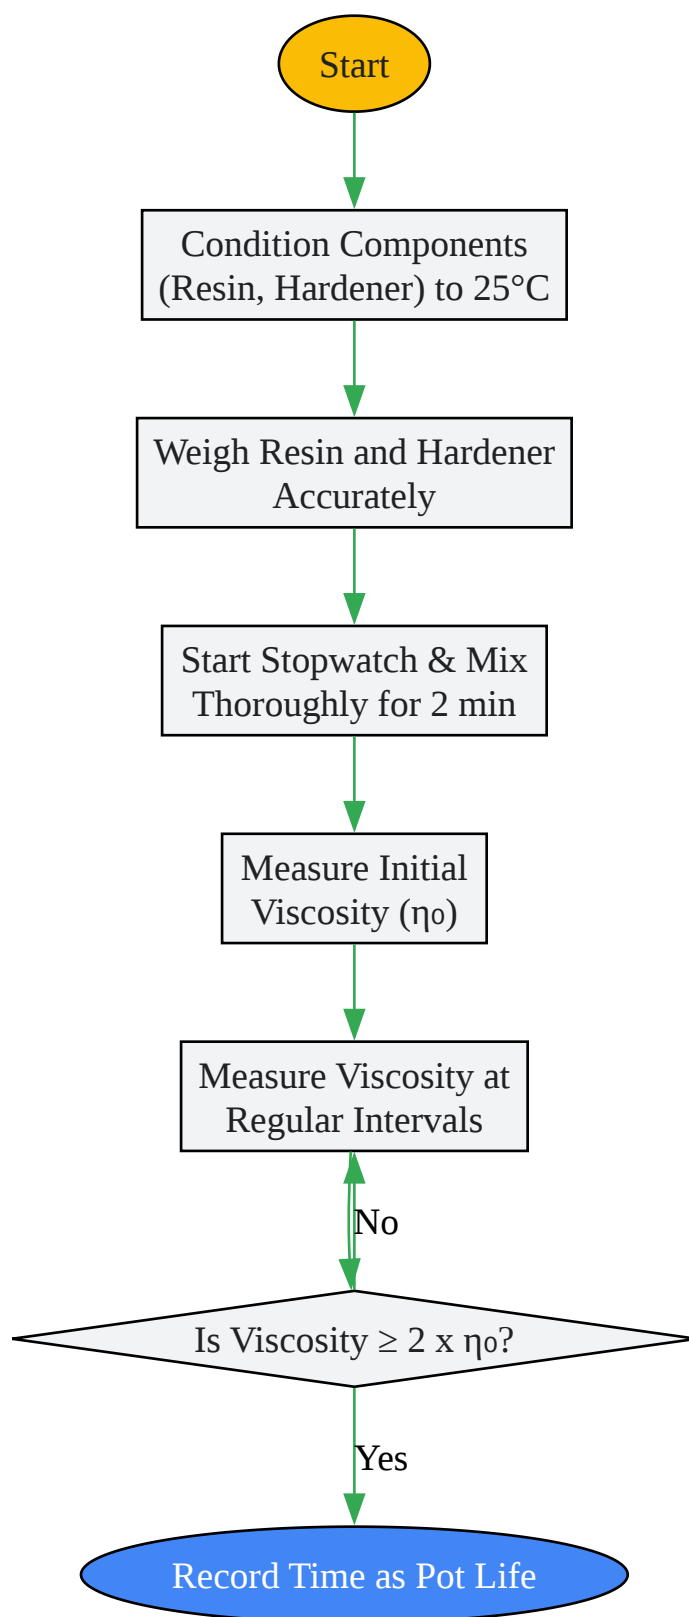 Start
Condition Components
(Resin, Hardener) to 25°C
Weigh Resin and Hardener
Accurately
Start Stopwatch & Mix
Thoroughly for 2 min
Measure Initial
Viscosity (η₀)
Measure Viscosity at
Regular Intervals
No
Is Viscosity ≥ 2 x η₀?
Yes
Record Time as Pot Life